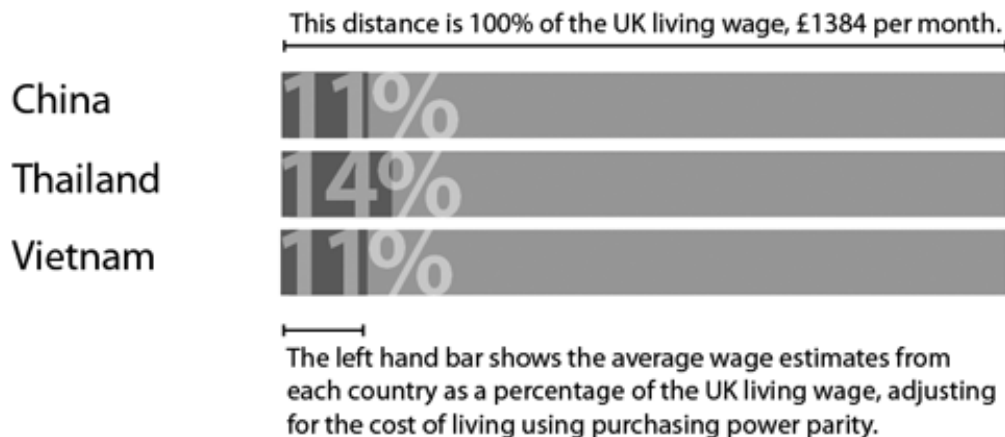 This distance is 100% of the UK living wage, £1384 per month.
China
11%
Thailand
14%
Vietnam
11%
The left hand bar shows the average wage estimates from
each country as a percentage of the UK living wage, adjusting
for the cost of living using purchasing power parity.